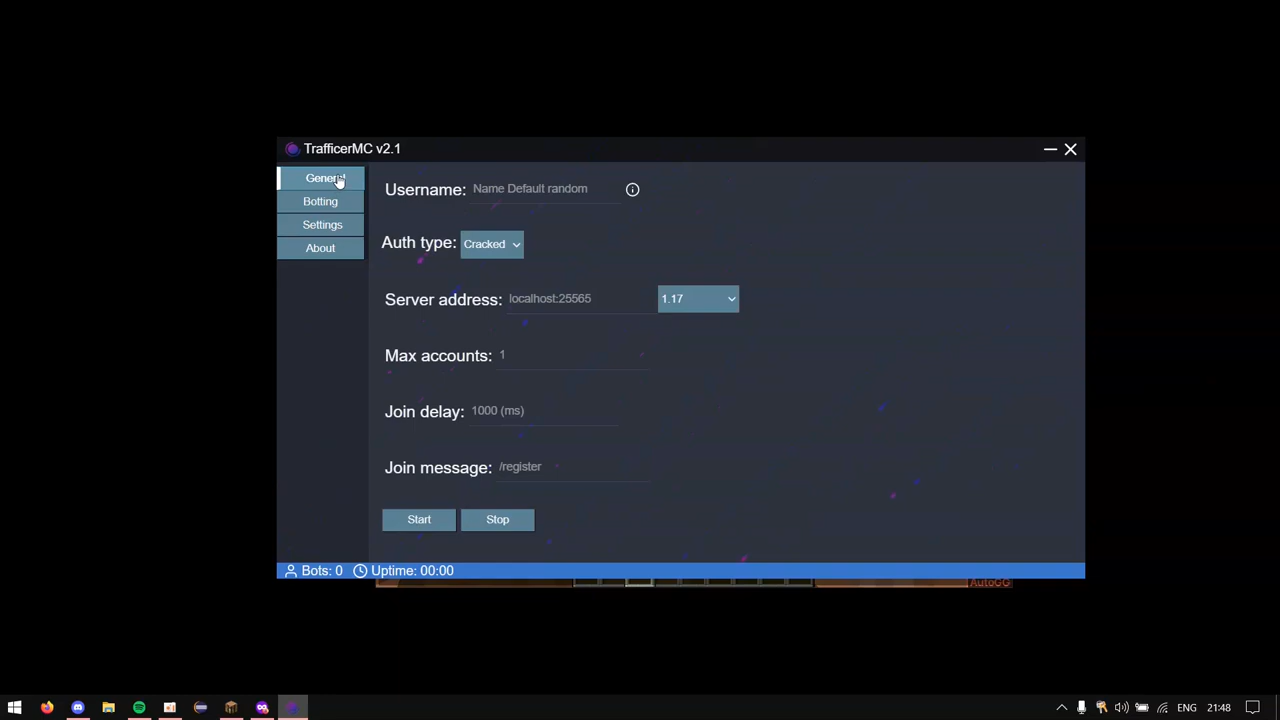 TrafficerMC v2.1
General
Botting
Settings
About
Username: Name Default random
Auth type: Cracked
Server address: localhost:25565 1.17
Max accounts: 1
Join delay: 1000 (ms)
Join message: /register
Start Stop
Bots: 0 Uptime: 00:00
AutoGG
ENG 21:48